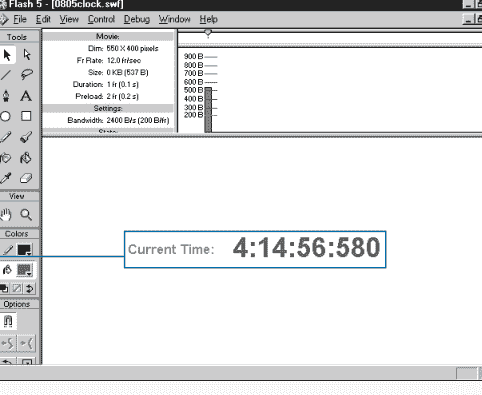 Flash 5 - [0805clock.swf]
File Edit View Control Debug Window Help
Tools
Movie:
Dim: 550 X 400 pixels
Fr Rate: 12.0 fr/sec
Size: 0 KB (537 B)
Duration: 1 fr (0.1 s)
Preload: 2 fr (0.2 s)
Settings:
Bandwidth: 2400 B/s (200 B/fr)
State:
900 B
800 B
700 B
600 B
500 B
400 B
300 B
200 B
A
View
Colors
Options
Current Time: 4:14:56:580